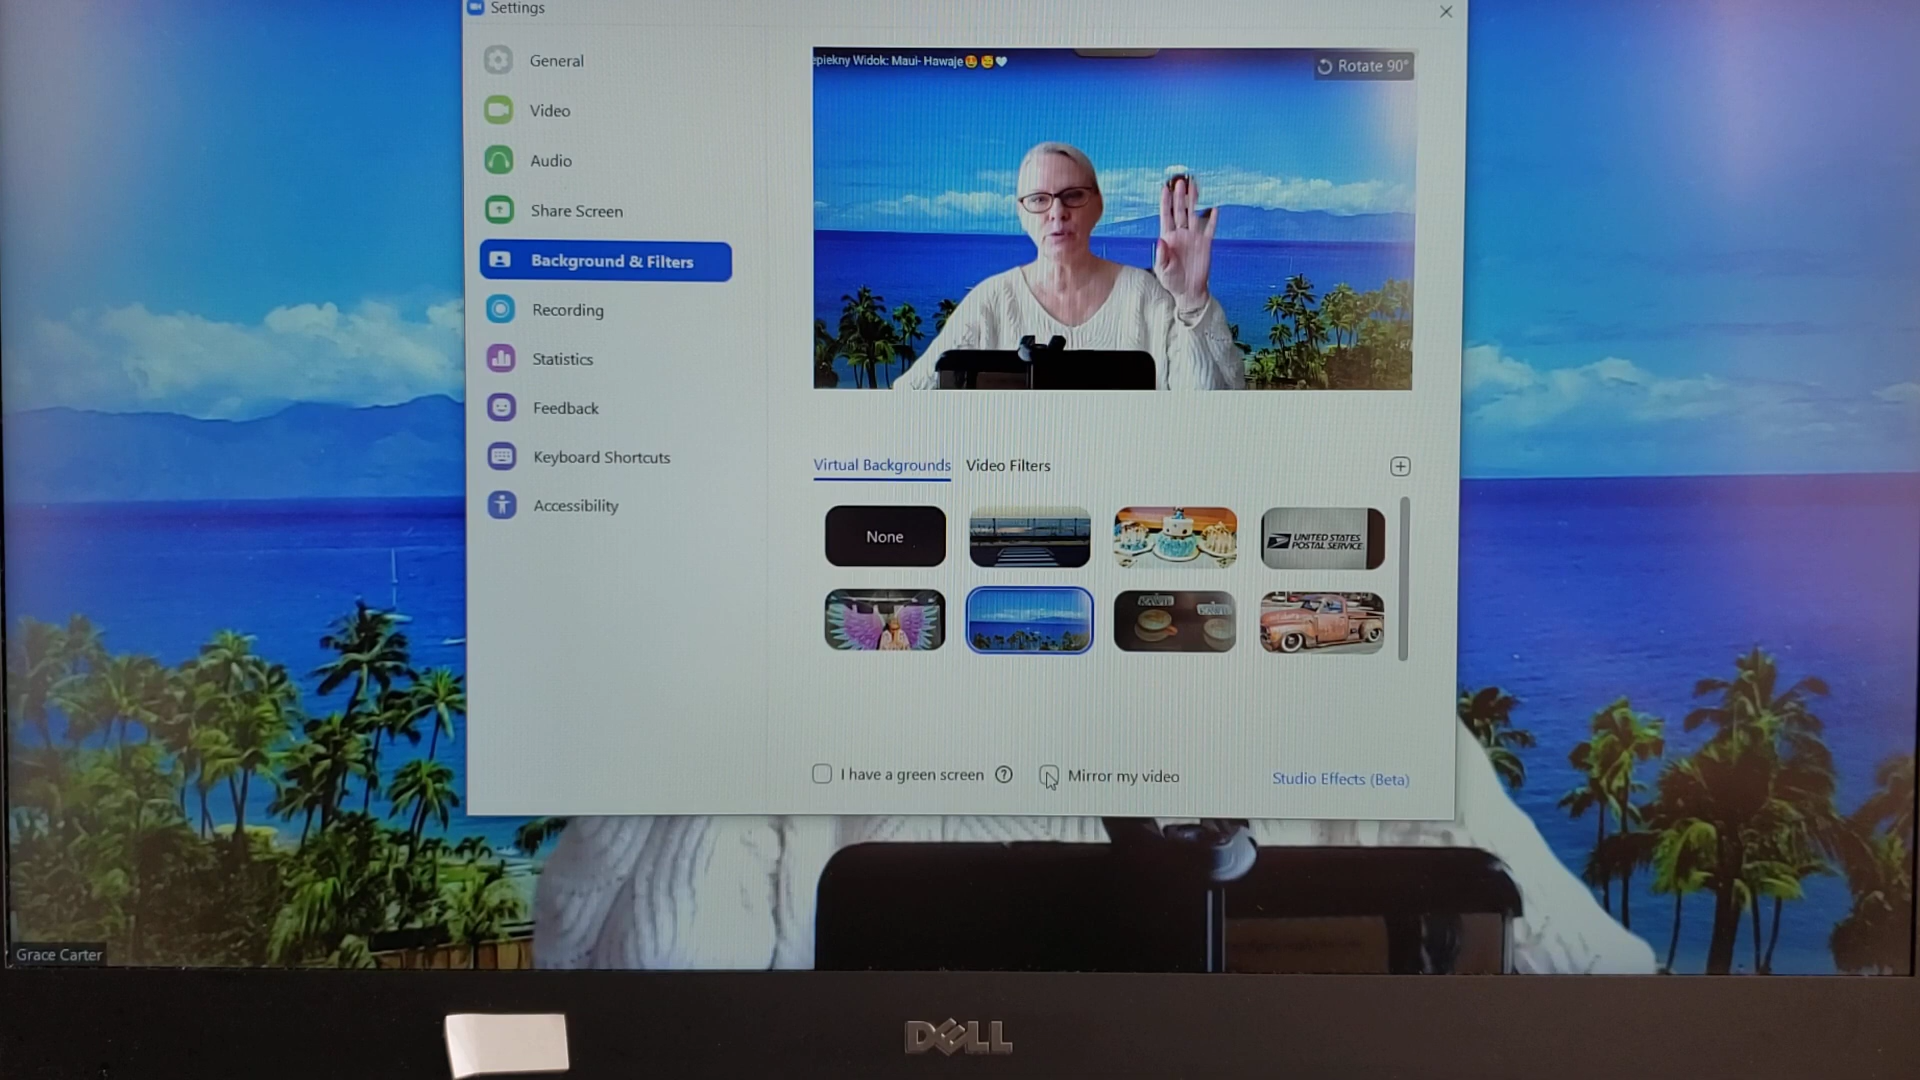 Settings
General
Video
Audio
Share Screen
Background & Filters
Recording
Statistics
Feedback
Keyboard Shortcuts
Accessibility
epiekny Widok: Maui- Hawaje😍🥰🤍
Rotate 90°
Virtual Backgrounds
Video Filters
None
UNITED STATES
POSTAL SERVICE
I have a green screen
Mirror my video
Studio Effects (Beta)
Grace Carter
DELL